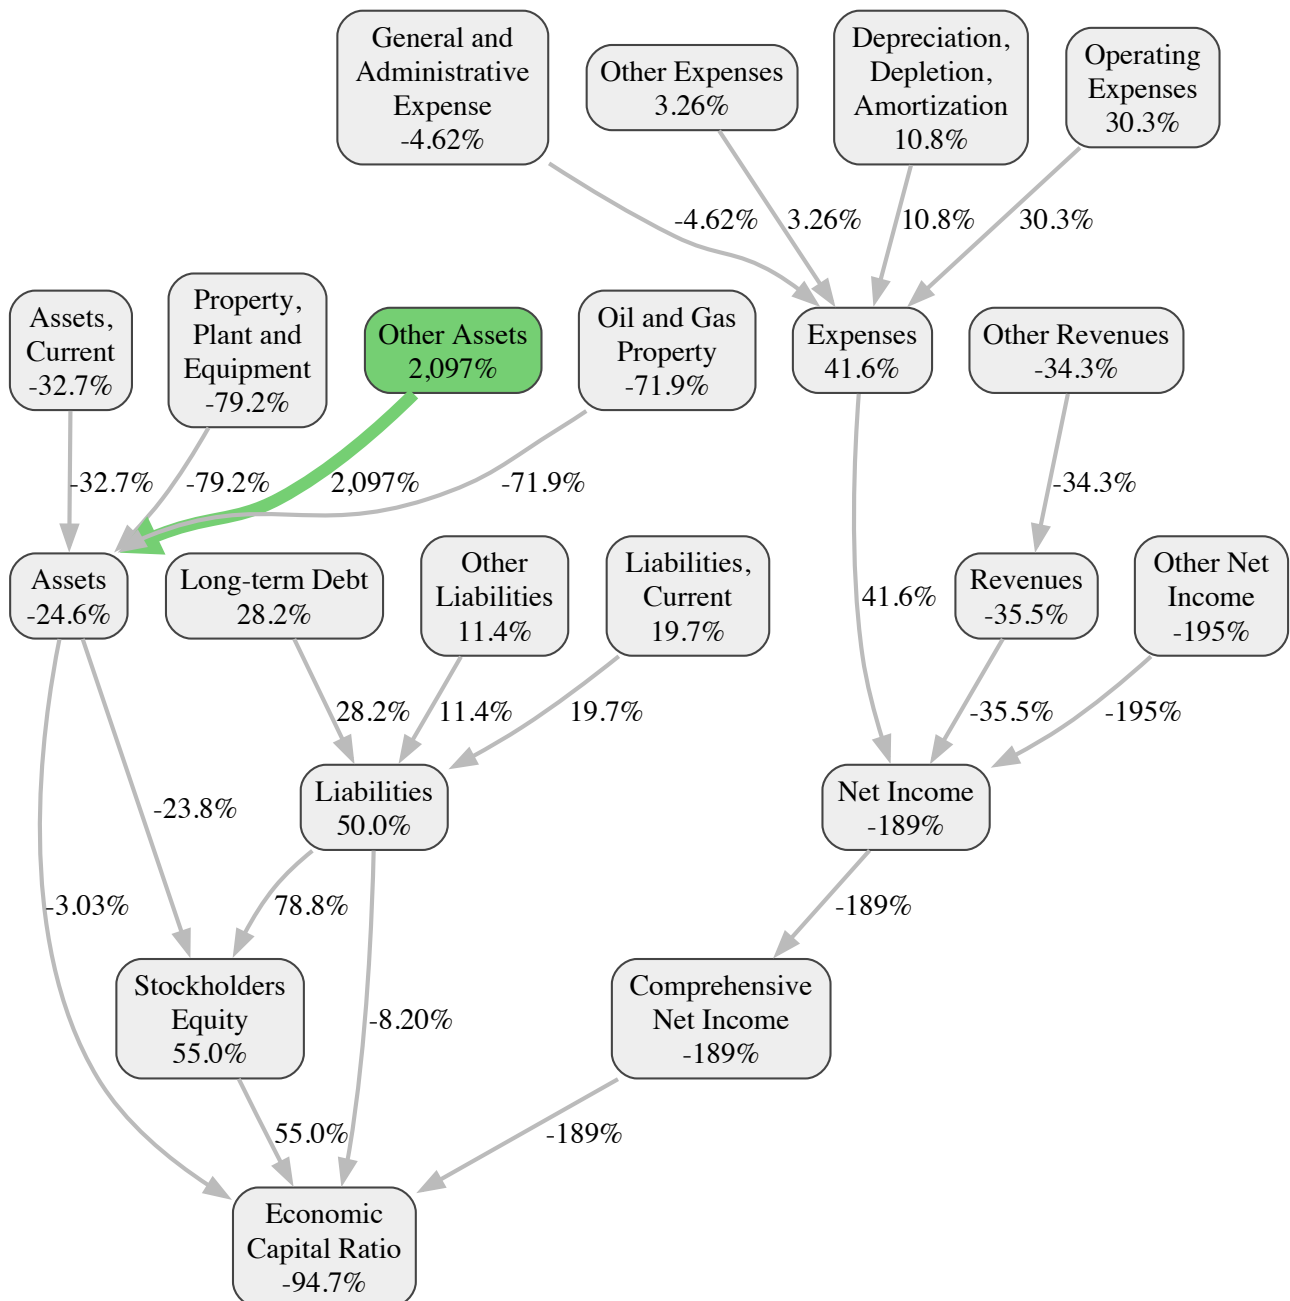 General and
Administrative
Expense
-4.62%
Other Expenses
3.26%
Depreciation,
Depletion,
Amortization
10.8%
Operating
Expenses
30.3%
-4.62%
3.26%
10.8%
30.3%
Assets,
Current
-32.7%
Property,
Plant and
Equipment
-79.2%
Other Assets
2,097%
Oil and Gas
Property
-71.9%
Expenses
41.6%
Other Revenues
-34.3%
-32.7%
-79.2%
2,097%
-71.9%
-34.3%
Assets
-24.6%
Long-term Debt
28.2%
Other
Liabilities
11.4%
Liabilities,
Current
19.7%
41.6%
Revenues
-35.5%
Other Net
Income
-195%
28.2%
11.4%
19.7%
-35.5%
-195%
-23.8%
Liabilities
50.0%
Net Income
-189%
-3.03%
78.8%
-189%
Stockholders
Equity
55.0%
-8.20%
Comprehensive
Net Income
-189%
55.0%
-189%
Economic
Capital Ratio
-94.7%